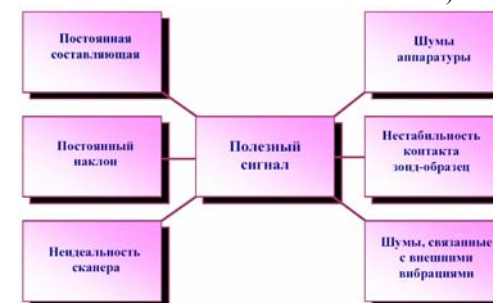 Постоянная
составляющая
Шумы
аппаратуры
Постоянный
наклон
Полезный
сигнал
Нестабильность
контакта
зонд-образец
Неидеальность
сканера
Шумы, связанные
с внешними
вибрациями